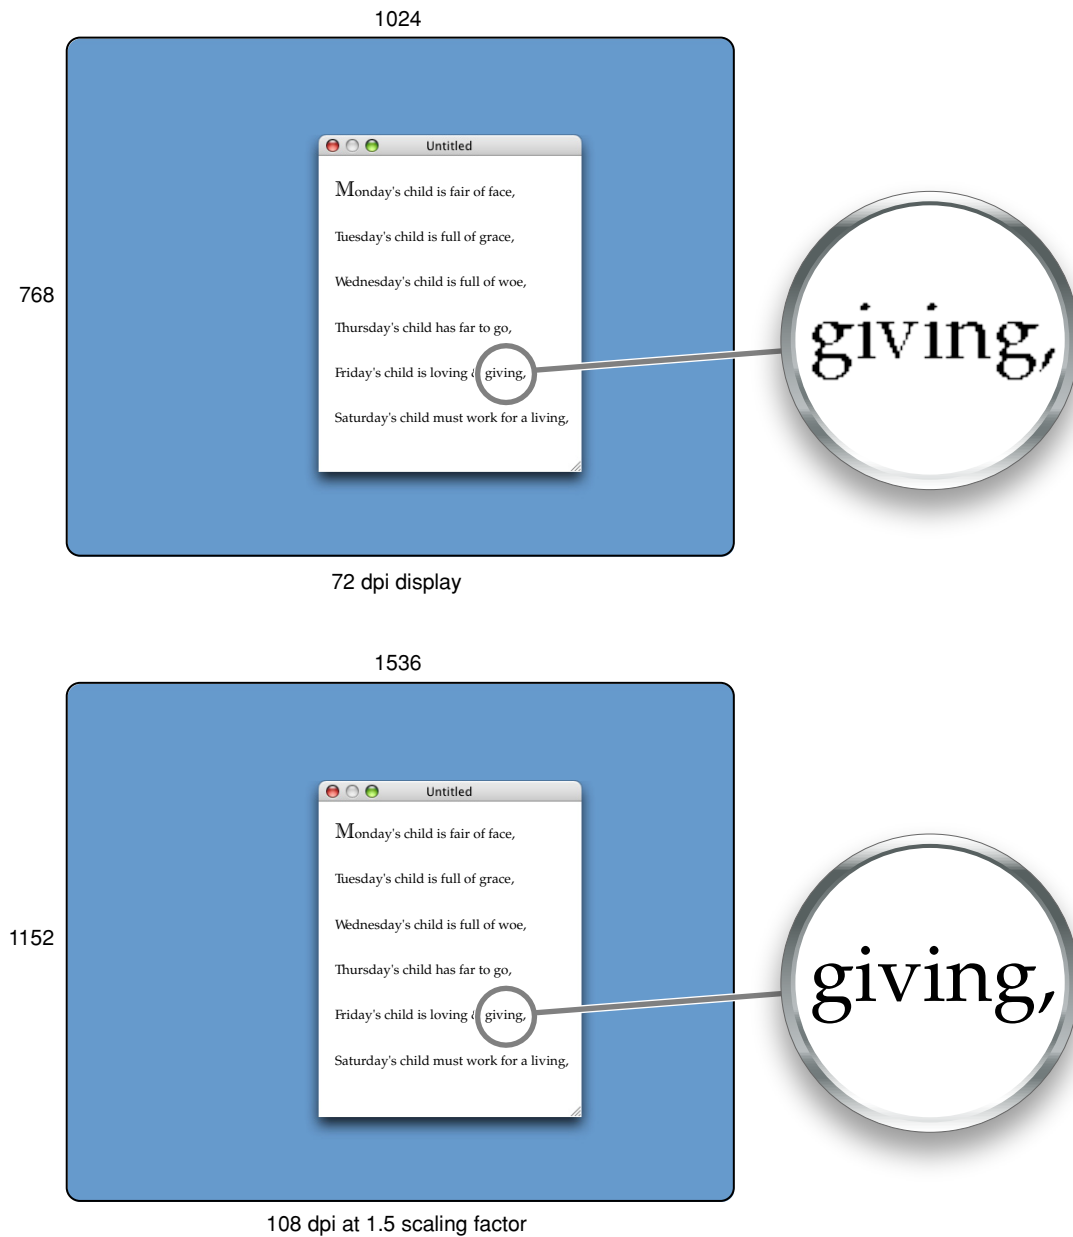 1024
768
Untitled
Monday's child is fair of face,
Tuesday's child is full of grace,
Wednesday's child is full of woe,
Thursday's child has far to go,
Friday's child is loving giving,
Saturday's child must work for a living,
giving,
72 dpi display
1536
1152
Untitled
Monday's child is fair of face,
Tuesday's child is full of grace,
Wednesday's child is full of woe,
Thursday's child has far to go,
Friday's child is loving giving,
Saturday's child must work for a living,
giving,
108 dpi at 1.5 scaling factor